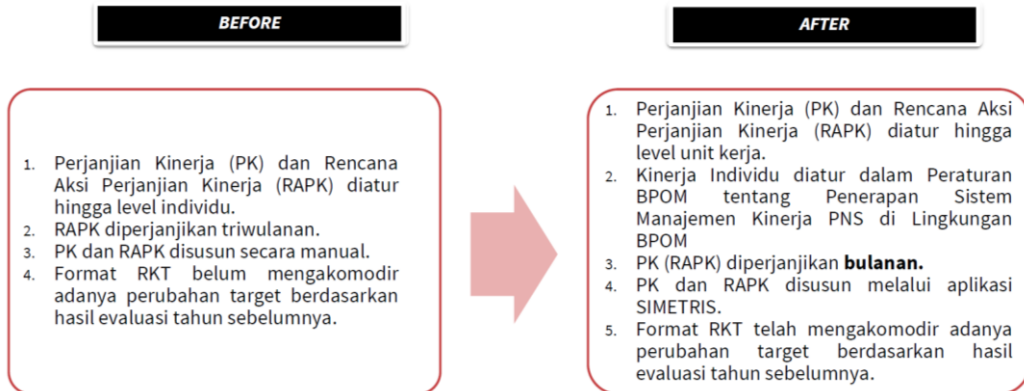 BEFORE
1. Perjanjian Kinerja (PK) dan Rencana
Aksi Perjanjian Kinerja (RAPK) diatur
hingga level individu.
2. RAPK diperjanjikan triwulanan.
3. PK dan RAPK disusun secara manual.
4. Format RKT belum mengakomodir
adanya perubahan target berdasarkan
hasil evaluasi tahun sebelumnya.
AFTER
1. Perjanjian Kinerja (PK) dan Rencana Aksi
Perjanjian Kinerja (RAPK) diatur hingga
level unit kerja.
2. Kinerja Individu diatur dalam Peraturan
BPOM tentang Penerapan Sistem
Manajemen Kinerja PNS di Lingkungan
BPOM
3. PK (RAPK) diperjanjikan bulanan.
4. PK dan RAPK disusun melalui aplikasi
SIMETRIS.
5. Format RKT telah mengakomodir adanya
perubahan target berdasarkan hasil
evaluasi tahun sebelumnya.